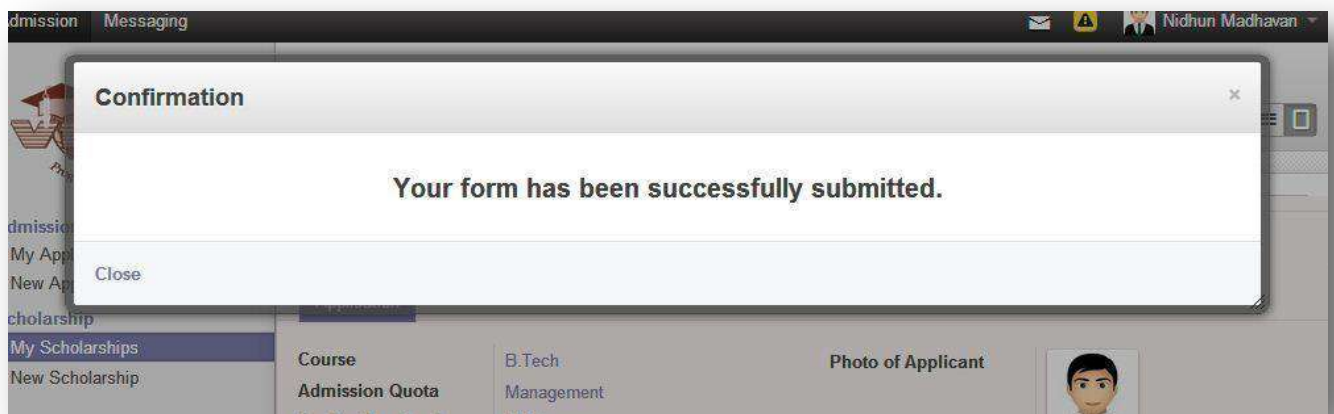 dmission Messaging Nidhun Madhavan
Confirmation ×
Your form has been successfully submitted.
Close
dmission
My App
New Ap
cholarship
My Scholarships
New Scholarship
Course B.Tech Photo of Applicant
Admission Quota Management